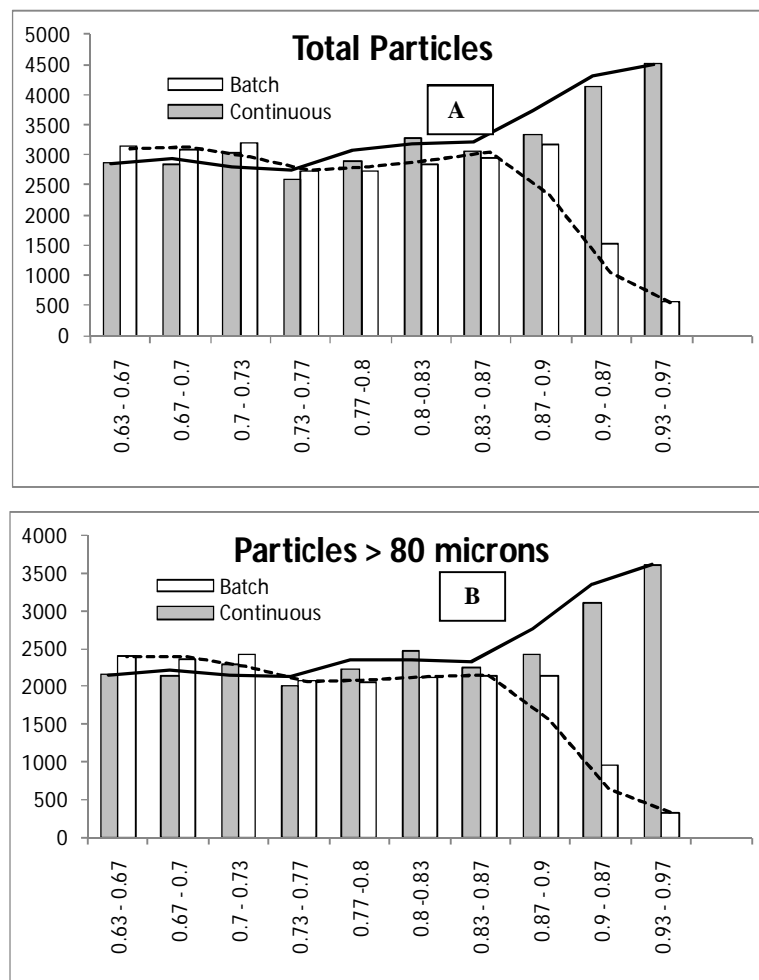 Total Particles
Batch
Continuous
A
5000
4500
4000
3500
3000
2500
2000
1500
1000
500
0
0.63 - 0.67
0.67 - 0.7
0.7 - 0.73
0.73 - 0.77
0.77 -0.8
0.8-0.83
0.83 - 0.87
0.87 - 0.9
0.9 - 0.87
0.93 - 0.97
Particles > 80 microns
Batch
Continuous
B
4000
3500
3000
2500
2000
1500
1000
500
0
0.63 - 0.67
0.67 - 0.7
0.7 - 0.73
0.73 - 0.77
0.77 -0.8
0.8-0.83
0.83 - 0.87
0.87 - 0.9
0.9 - 0.87
0.93 - 0.97